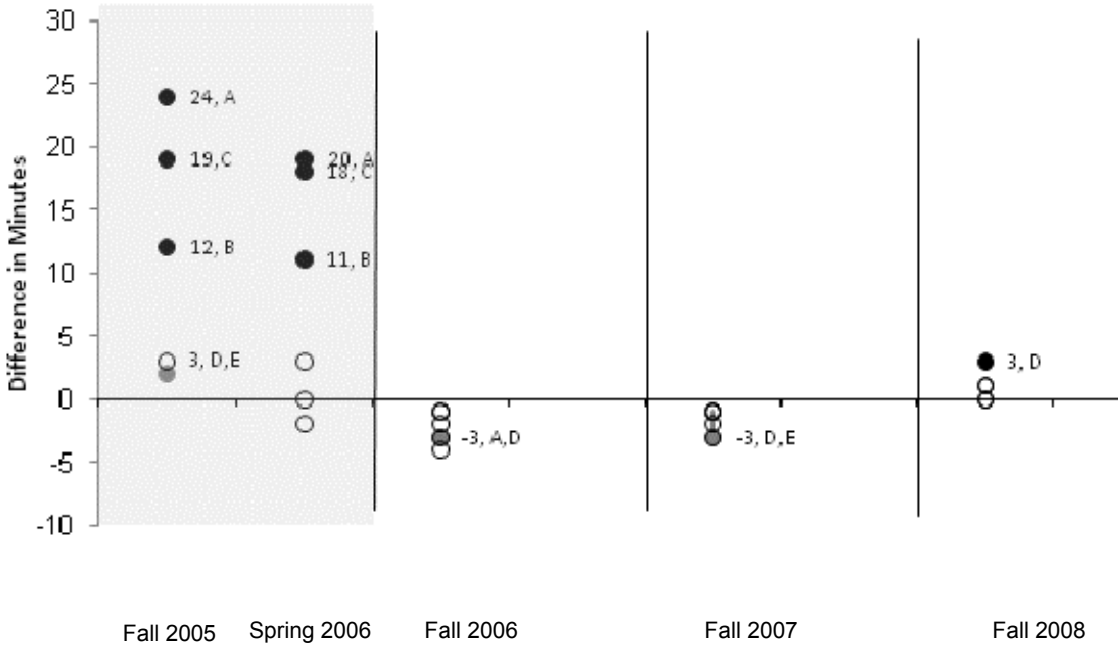 Difference in Minutes
30
25
20
15
10
5
0
-5
-10
24, A
19,C
12, B
3, D,E
20, A
18, C
11, B
-3, A,D
-3, D,E
3, D
Fall 2005
Spring 2006
Fall 2006
Fall 2007
Fall 2008